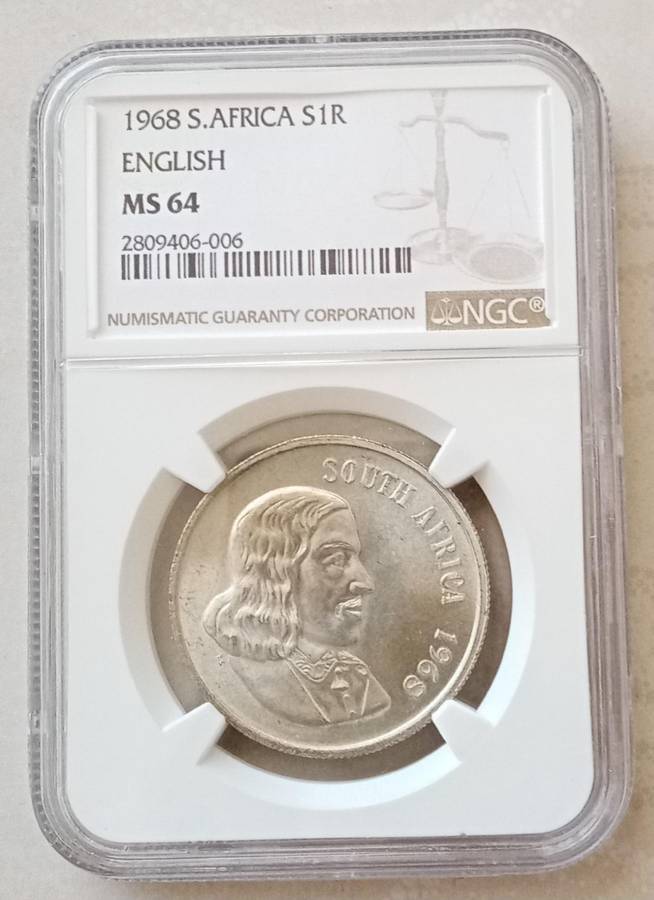 1968 S.AFRICA S1R
ENGLISH
MS 64
2809406-006
NUMISMATIC GUARANTY CORPORATION NGC®
SOUTH AFRICA 1968